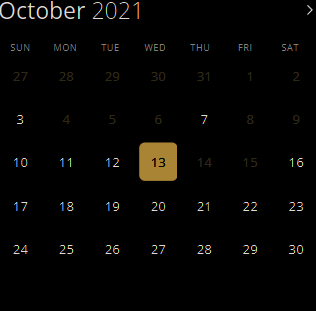 October 2021
SUN MON TUE WED THU FRI SAT
27 28 29 30 31 1 2
3 4 5 6 7 8 9
10 11 12 13 14 15 16
17 18 19 20 21 22 23
24 25 26 27 28 29 30